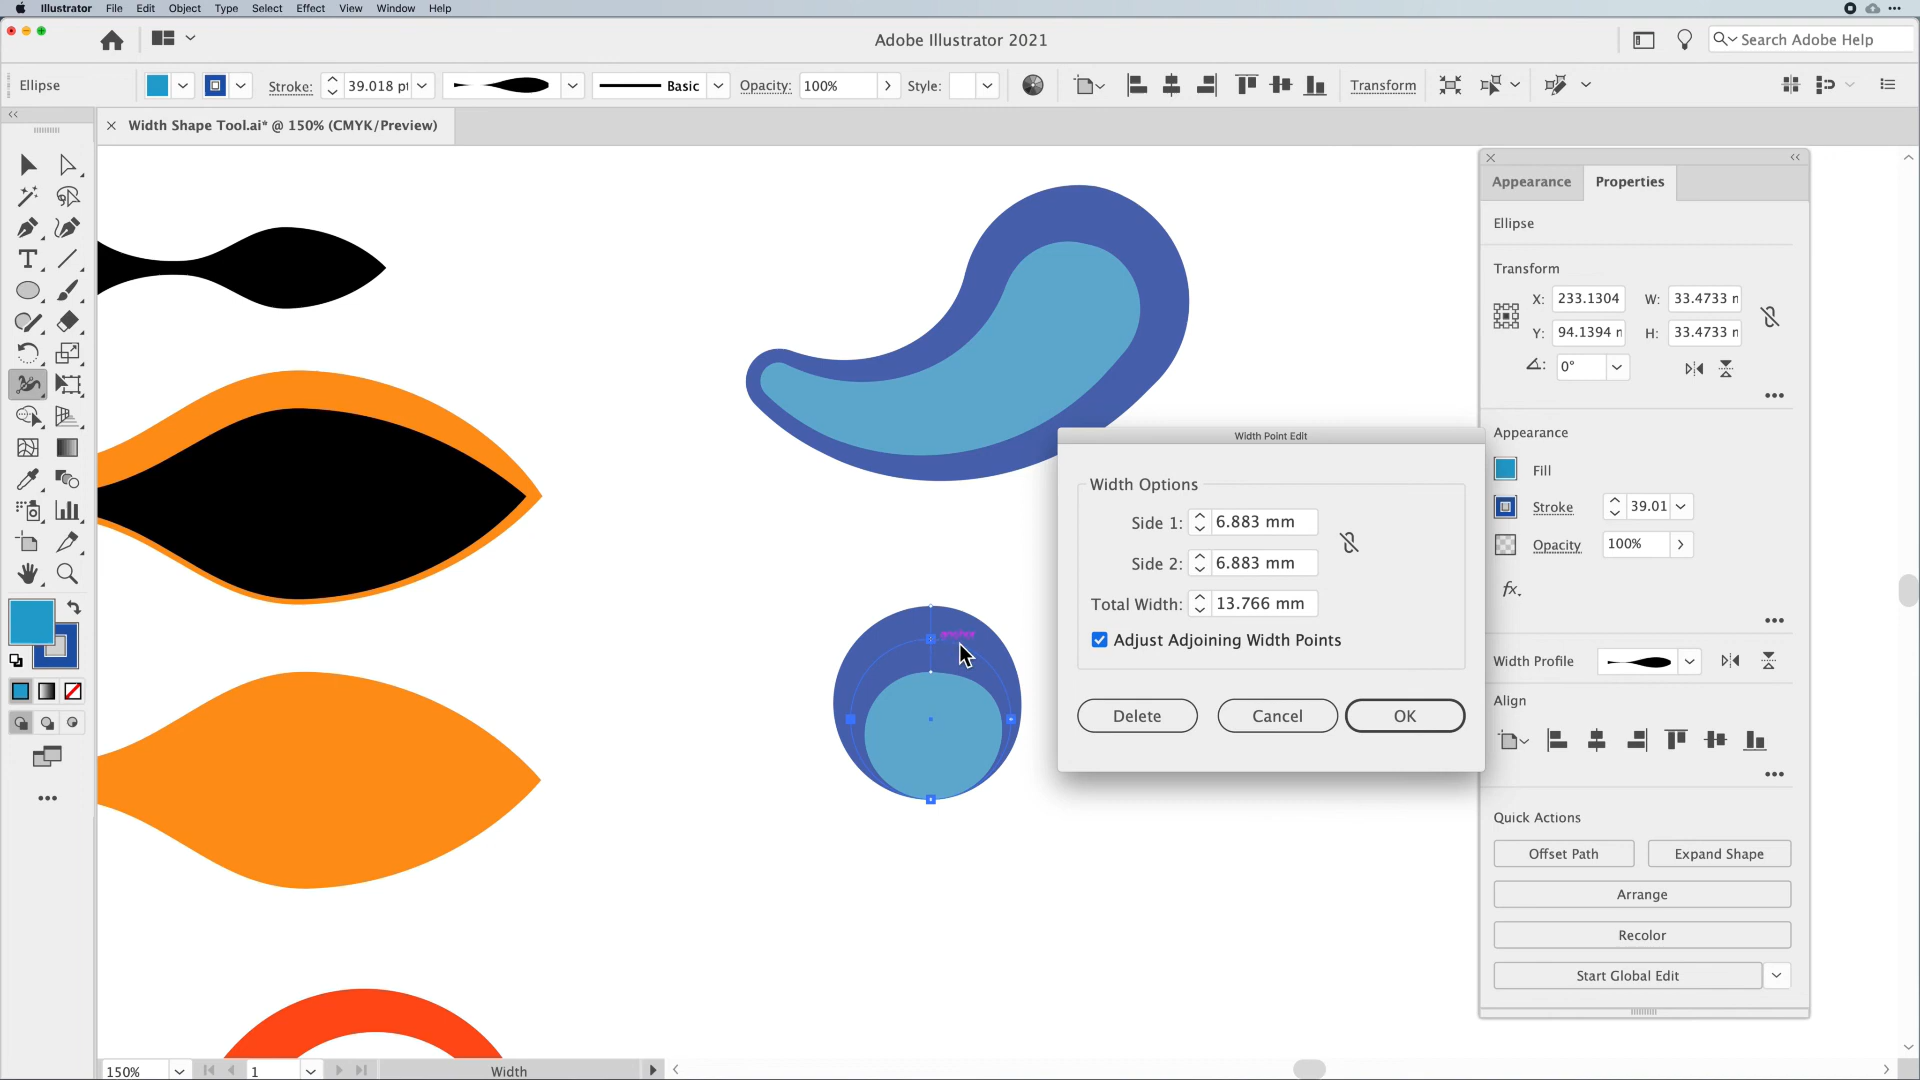 Illustrator File Edit Object Type Select Effect View Window Help
Adobe Illustrator 2021
Search Adobe Help
Ellipse
Stroke: 39.018 pt
Basic
Opacity: 100%
Style:
Transform
Width Shape Tool.ai* @ 150% (CMYK/Preview)
Appearance Properties
Ellipse
Transform
X: 233.1304 W: 33.4733 m
Y: 94.1394 m H: 33.4733 m
0°
Appearance
Fill
Stroke 39.01
Opacity 100%
fx.
Width Profile
Align
Quick Actions
Offset Path Expand Shape
Arrange
Recolor
Start Global Edit
Width Point Edit
Width Options
Side 1: 6.883 mm
Side 2: 6.883 mm
Total Width: 13.766 mm
Adjust Adjoining Width Points
Delete Cancel OK
anchor
150% 1 Width